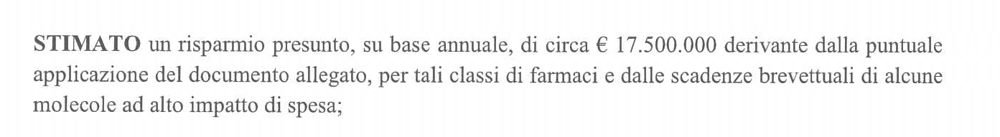 STIMATO un risparmio presunto, su base annuale, di circa € 17.500.000 derivante dalla puntuale
applicazione del documento allegato, per tali classi di farmaci e dalle scadenze brevettuali di alcune
molecole ad alto impatto di spesa;